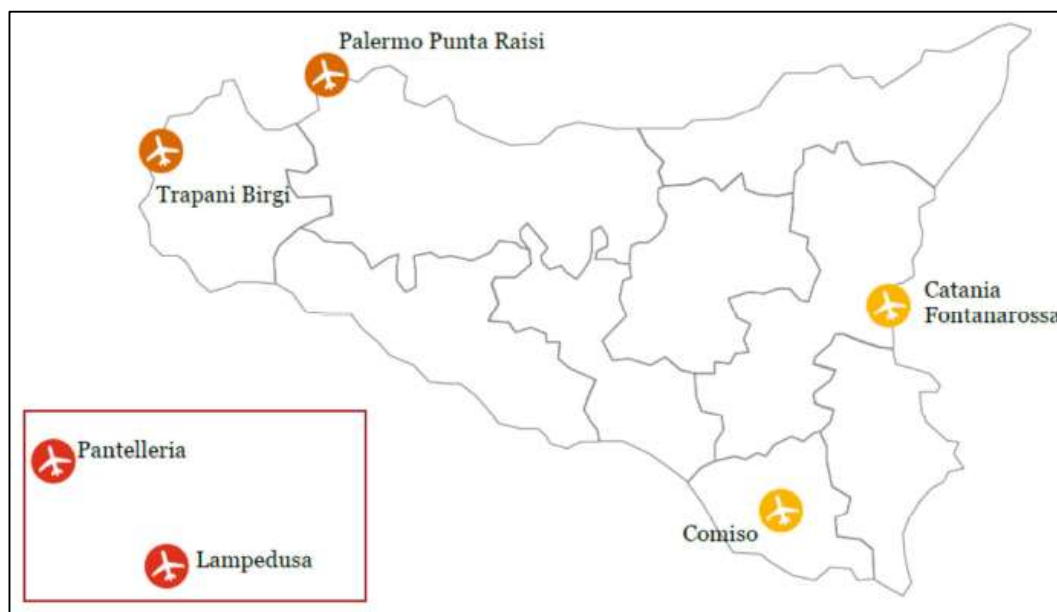 Palermo Punta Raisi
Trapani Birgi
Catania
Fontanarossa
Pantelleria
Comiso
Lampedusa